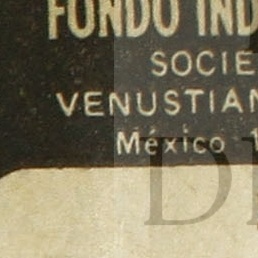 FONDO IND
SOCIE
VENUSTIAN
México 1
D